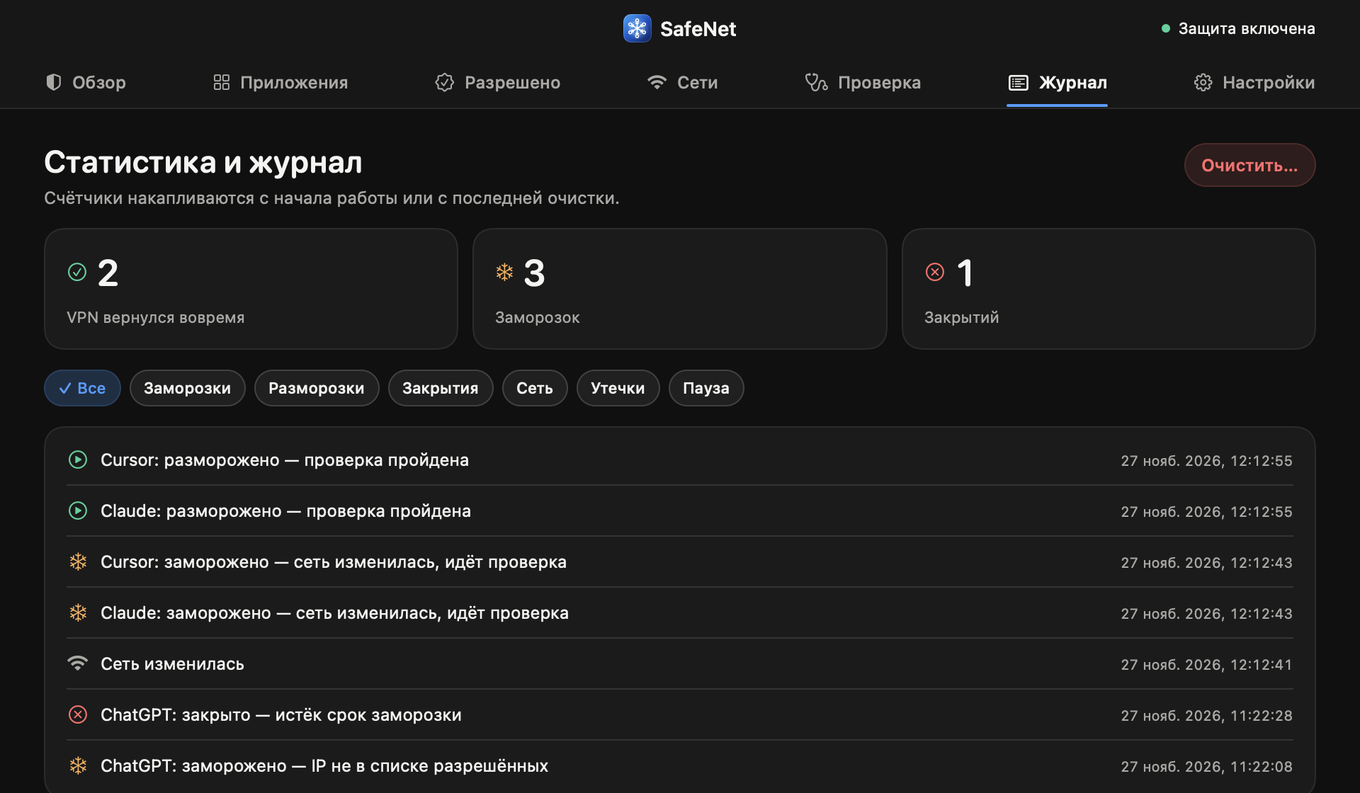 SafeNet
Защита включена
Обзор
Приложения
Разрешено
Сети
Проверка
Журнал
Настройки
Статистика и журнал
Очистить...
Счётчики накапливаются с начала работы или с последней очистки.
2
VPN вернулся вовремя
3
Заморозок
1
Закрытий
Все
Заморозки
Разморозки
Закрытия
Сеть
Утечки
Пауза
Cursor: разморожено — проверка пройдена 27 нояб. 2026, 12:12:55
Claude: разморожено — проверка пройдена 27 нояб. 2026, 12:12:55
Cursor: заморожено — сеть изменилась, идёт проверка 27 нояб. 2026, 12:12:43
Claude: заморожено — сеть изменилась, идёт проверка 27 нояб. 2026, 12:12:43
Сеть изменилась 27 нояб. 2026, 12:12:41
ChatGPT: закрыто — истёк срок заморозки 27 нояб. 2026, 11:22:28
ChatGPT: заморожено — IP не в списке разрешённых 27 нояб. 2026, 11:22:08